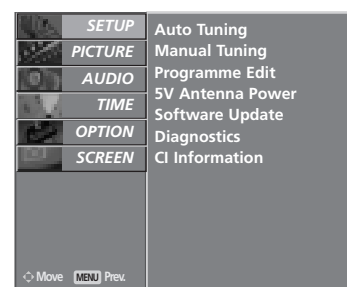 SETUP
PICTURE
AUDIO
TIME
OPTION
SCREEN
Auto Tuning
Manual Tuning
Programme Edit
5V Antenna Power
Software Update
Diagnostics
CI Information
Move MENU Prev.